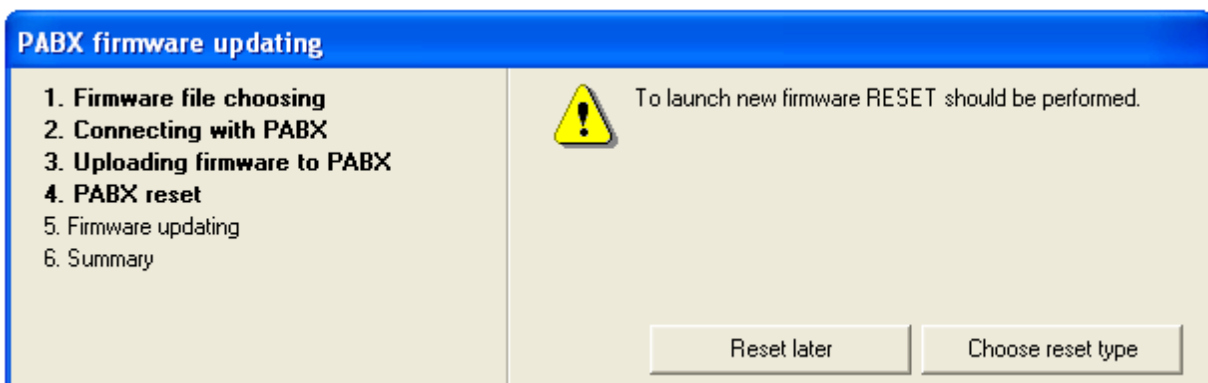 PABX firmware updating
1. Firmware file choosing
2. Connecting with PABX
3. Uploading firmware to PABX
4. PABX reset
5. Firmware updating
6. Summary
To launch new firmware RESET should be performed.
Reset later
Choose reset type